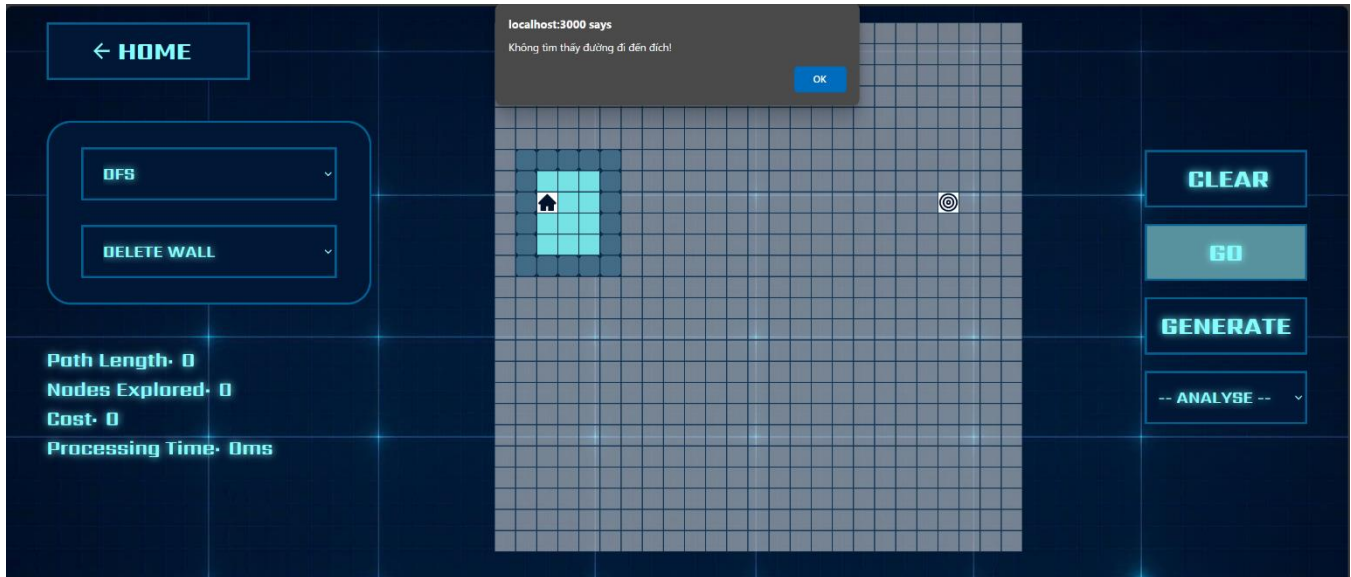 ← HOME
localhost:3000 says
Không tìm thấy đường đi đến đích!
OK
DFS
DELETE WALL
Path Length: 0
Nodes Explored: 0
Cost: 0
Processing Time: 0ms
CLEAR
GO
GENERATE
-- ANALYSE --